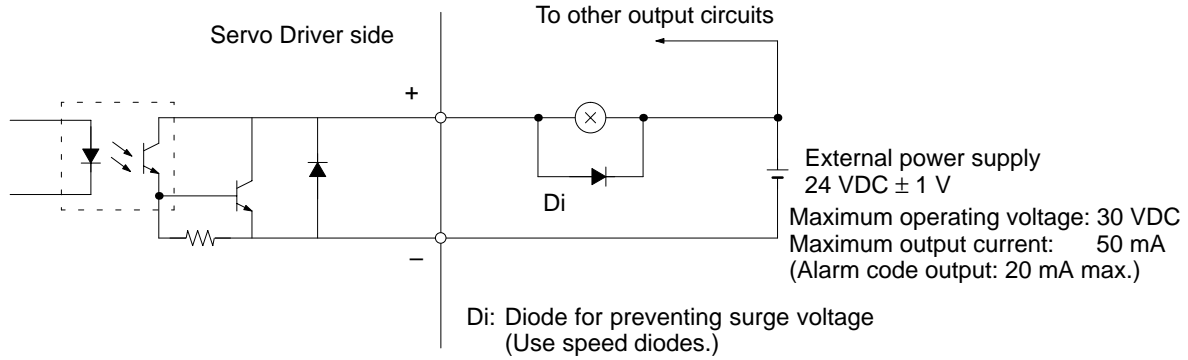 To other output circuits
Servo Driver side
+
Di
External power supply
24 VDC ± 1 V
Maximum operating voltage: 30 VDC
Maximum output current: 50 mA
(Alarm code output: 20 mA max.)
–
Di: Diode for preventing surge voltage
(Use speed diodes.)